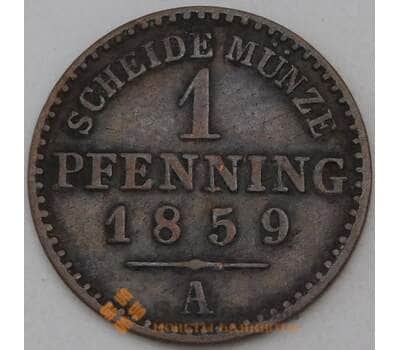 SCHEIDE MÜNZE
1
PFENNING
1859
A